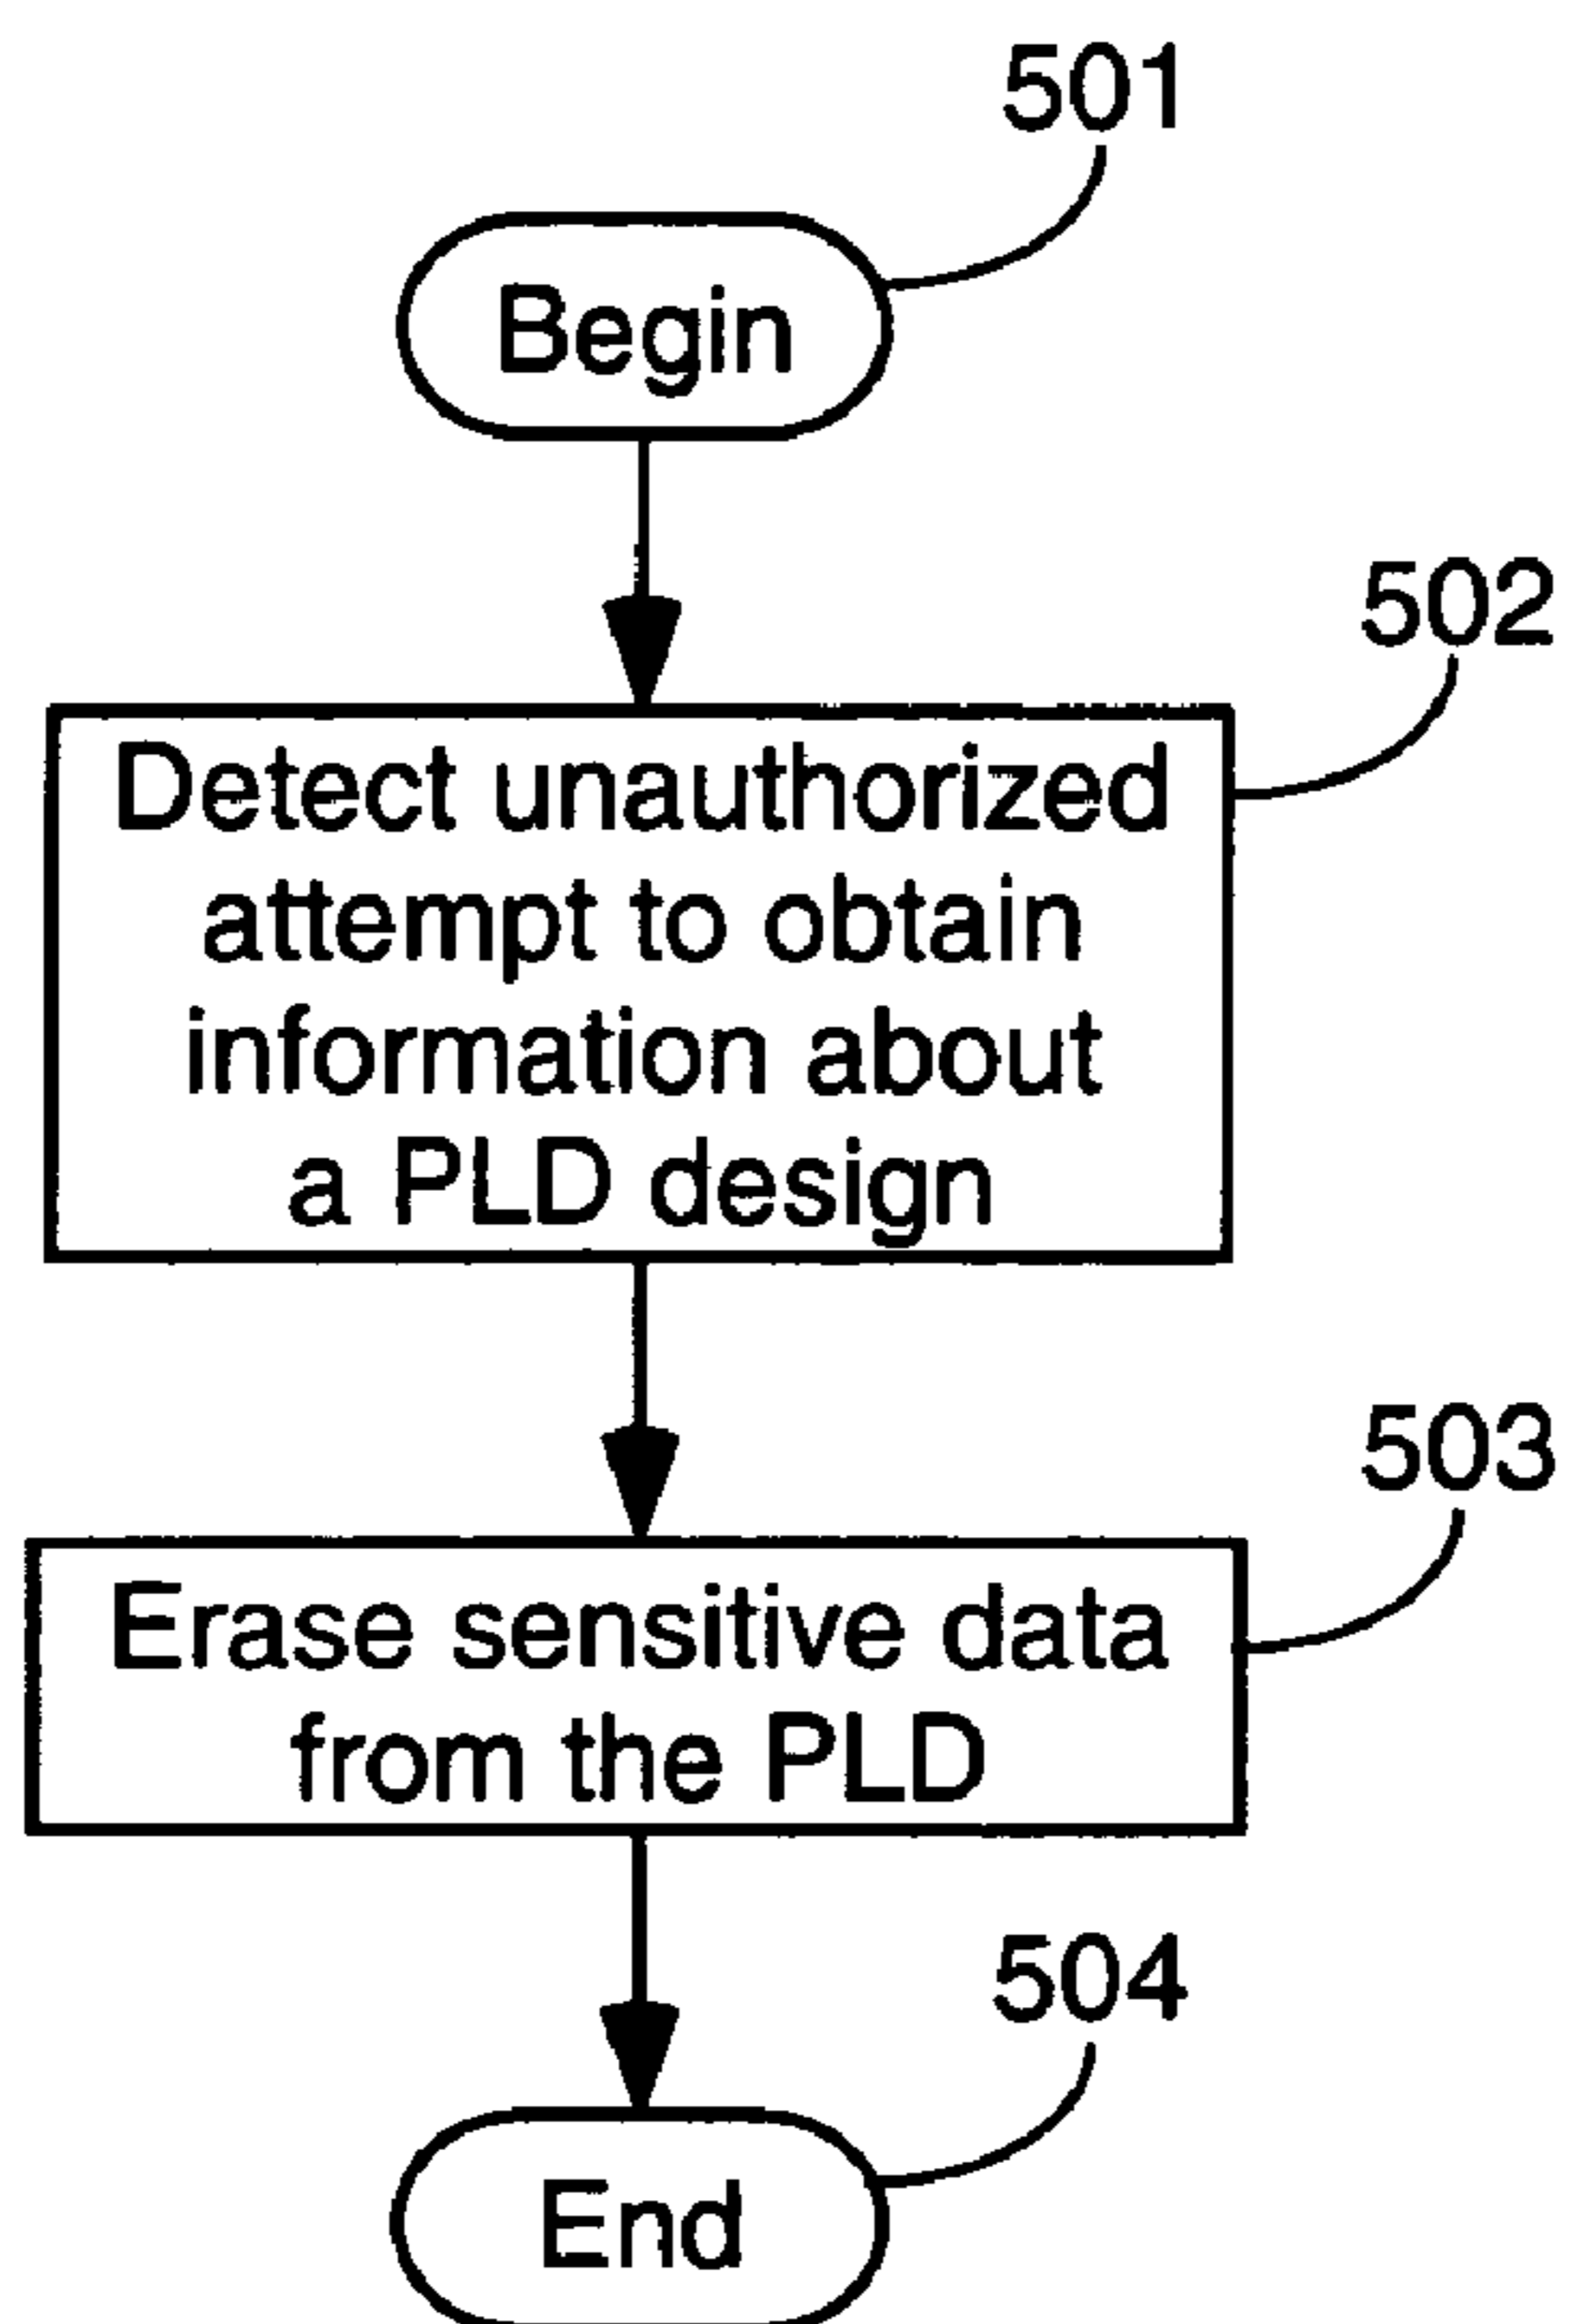 501
Begin
502
Detect unauthorized
attempt to obtain
information about
a PLD design
503
Erase sensitive data
from the PLD
504
End